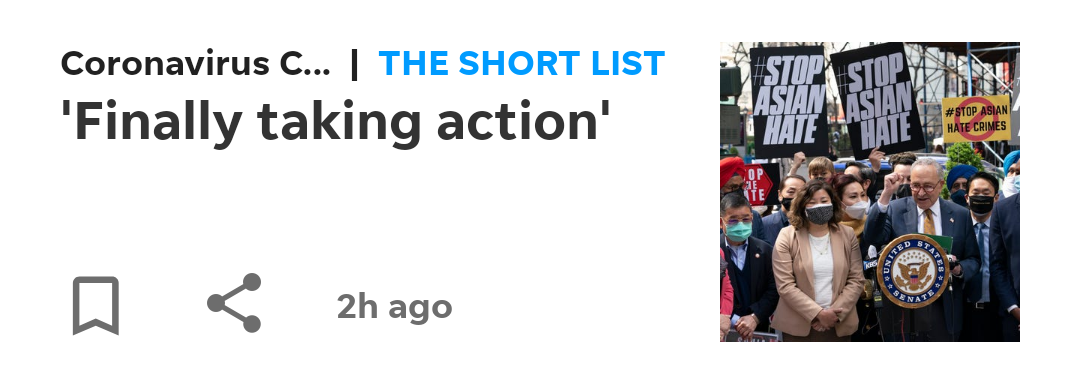 Coronavirus C... | THE SHORT LIST
'Finally taking action'
2h ago
#STOP
ASIAN
HATE
#STOP
ASIAN
HATE
#STOP ASIAN
HATE CRIMES
UNITED STATES
SENATE